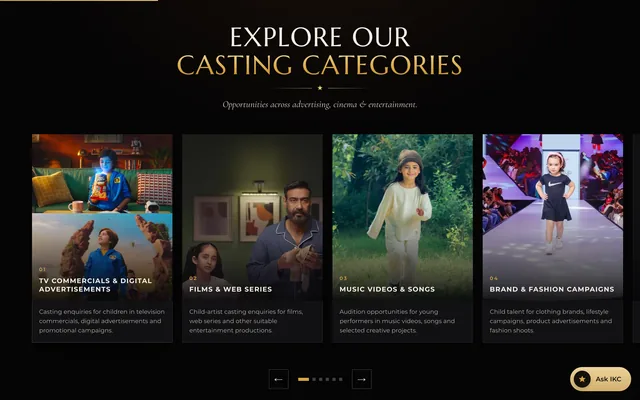 EXPLORE OUR
CASTING CATEGORIES
Opportunities across advertising, cinema & entertainment.
01
TV COMMERCIALS & DIGITAL
ADVERTISEMENTS
Casting enquiries for children in television
commercials, digital advertisements and
promotional campaigns.
02
FILMS & WEB SERIES
Child-artist casting enquiries for films,
web series and other suitable
entertainment productions.
03
MUSIC VIDEOS & SONGS
Audition opportunities for young
performers in music videos, songs and
selected creative projects.
04
BRAND & FASHION CAMPAIGNS
Child talent for clothing brands, lifestyle
campaigns, product advertisements and
fashion shoots.
← →
Ask IKC